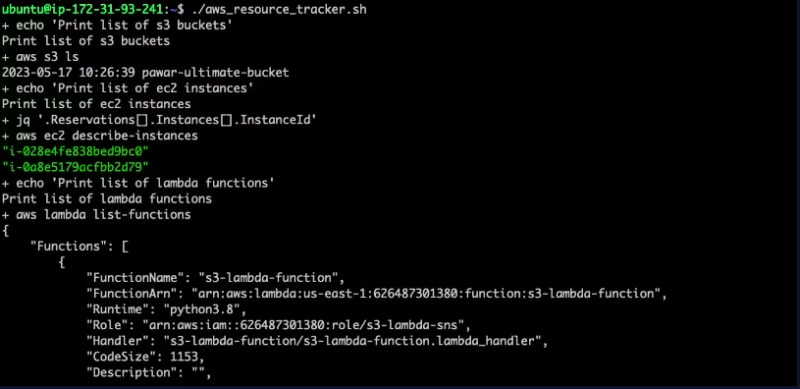 ubuntu@ip-172-31-93-241:~$ ./aws_resource_tracker.sh
+ echo 'Print list of s3 buckets'
Print list of s3 buckets
+ aws s3 ls
2023-05-17 10:26:39 pawar-ultimate-bucket
+ echo 'Print list of ec2 instances'
Print list of ec2 instances
+ jq '.Reservations[].Instances[].InstanceId'
+ aws ec2 describe-instances
"i-028e4fe838bed9bc0"
"i-0a8e5179acfbb2d79"
+ echo 'Print list of lambda functions'
Print list of lambda functions
+ aws lambda list-functions
{
    "Functions": [
        {
            "FunctionName": "s3-lambda-function",
            "FunctionArn": "arn:aws:lambda:us-east-1:626487301380:function:s3-lambda-function",
            "Runtime": "python3.8",
            "Role": "arn:aws:iam::626487301380:role/s3-lambda-sns",
            "Handler": "s3-lambda-function/s3-lambda-function.lambda_handler",
            "CodeSize": 1153,
            "Description": "",